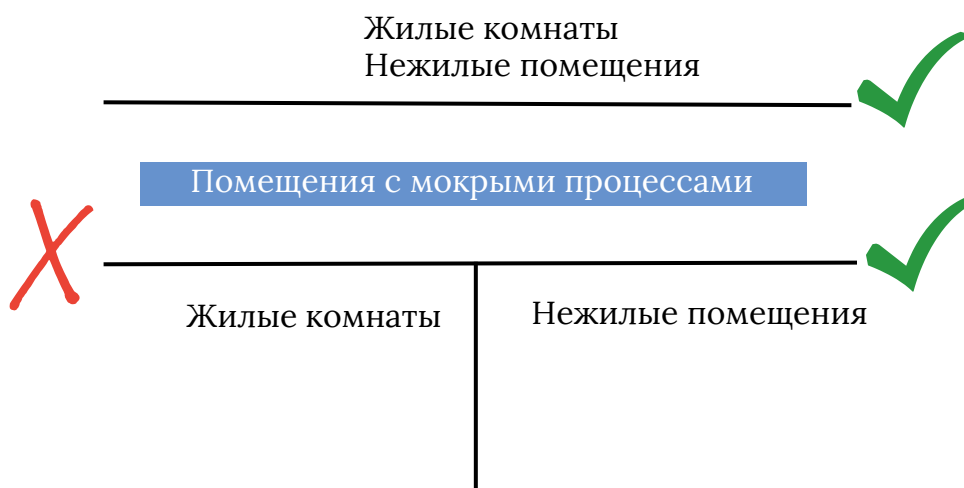 Жилые комнаты
Нежилые помещения
Помещения с мокрыми процессами
Жилые комнаты
Нежилые помещения